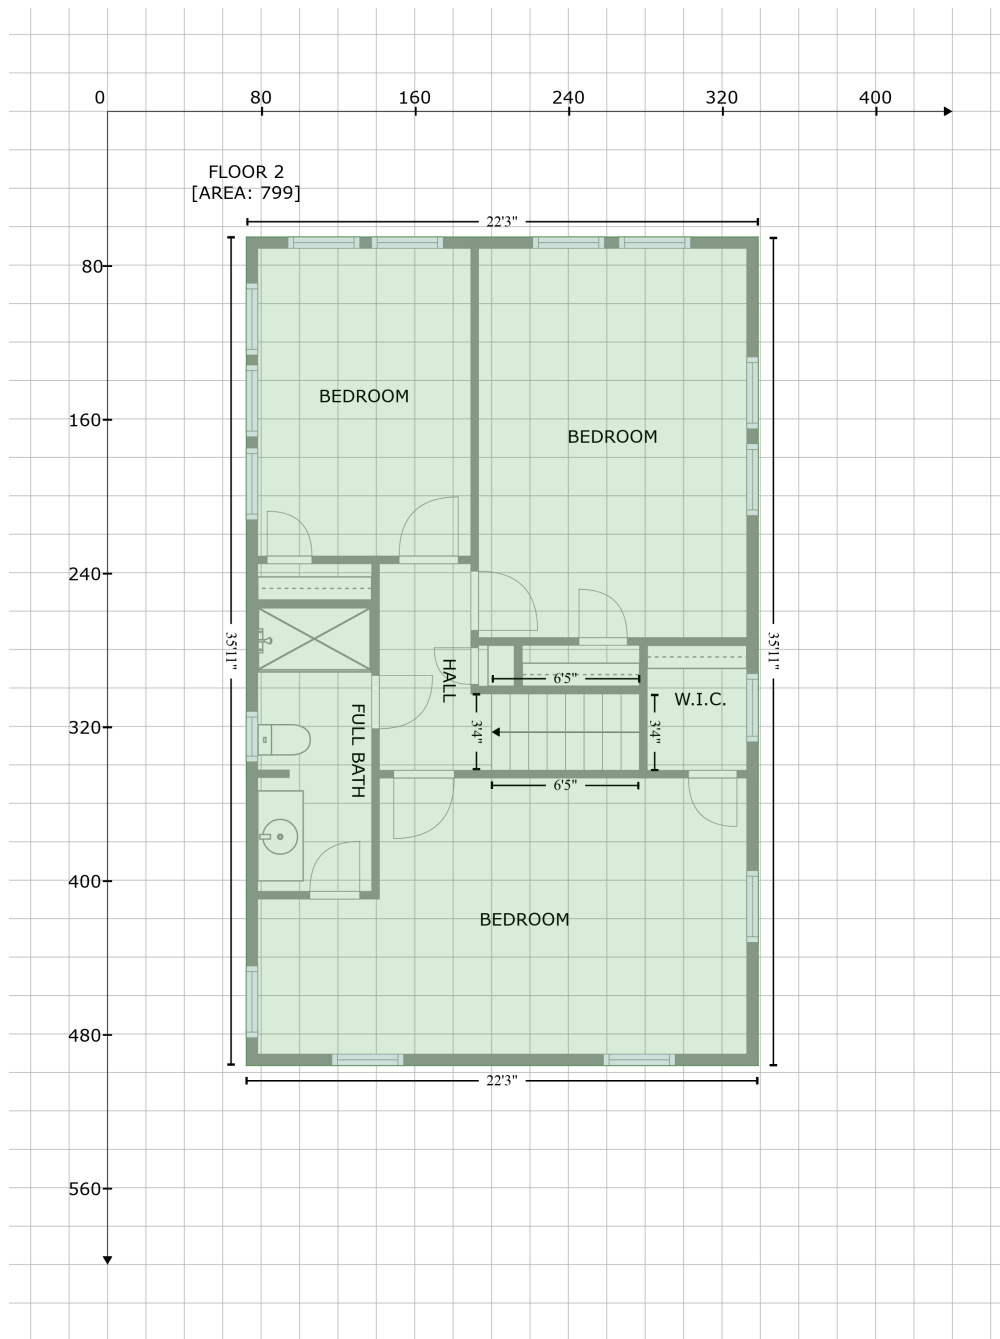 0
80
160
240
320
400
FLOOR 2
[AREA: 799]
22'3"
80
BEDROOM
160
BEDROOM
240
35'11"
35'11"
HALL
6'5"
W.I.C.
320
FULL BATH
3'4"
3'4"
6'5"
400
BEDROOM
480
22'3"
560